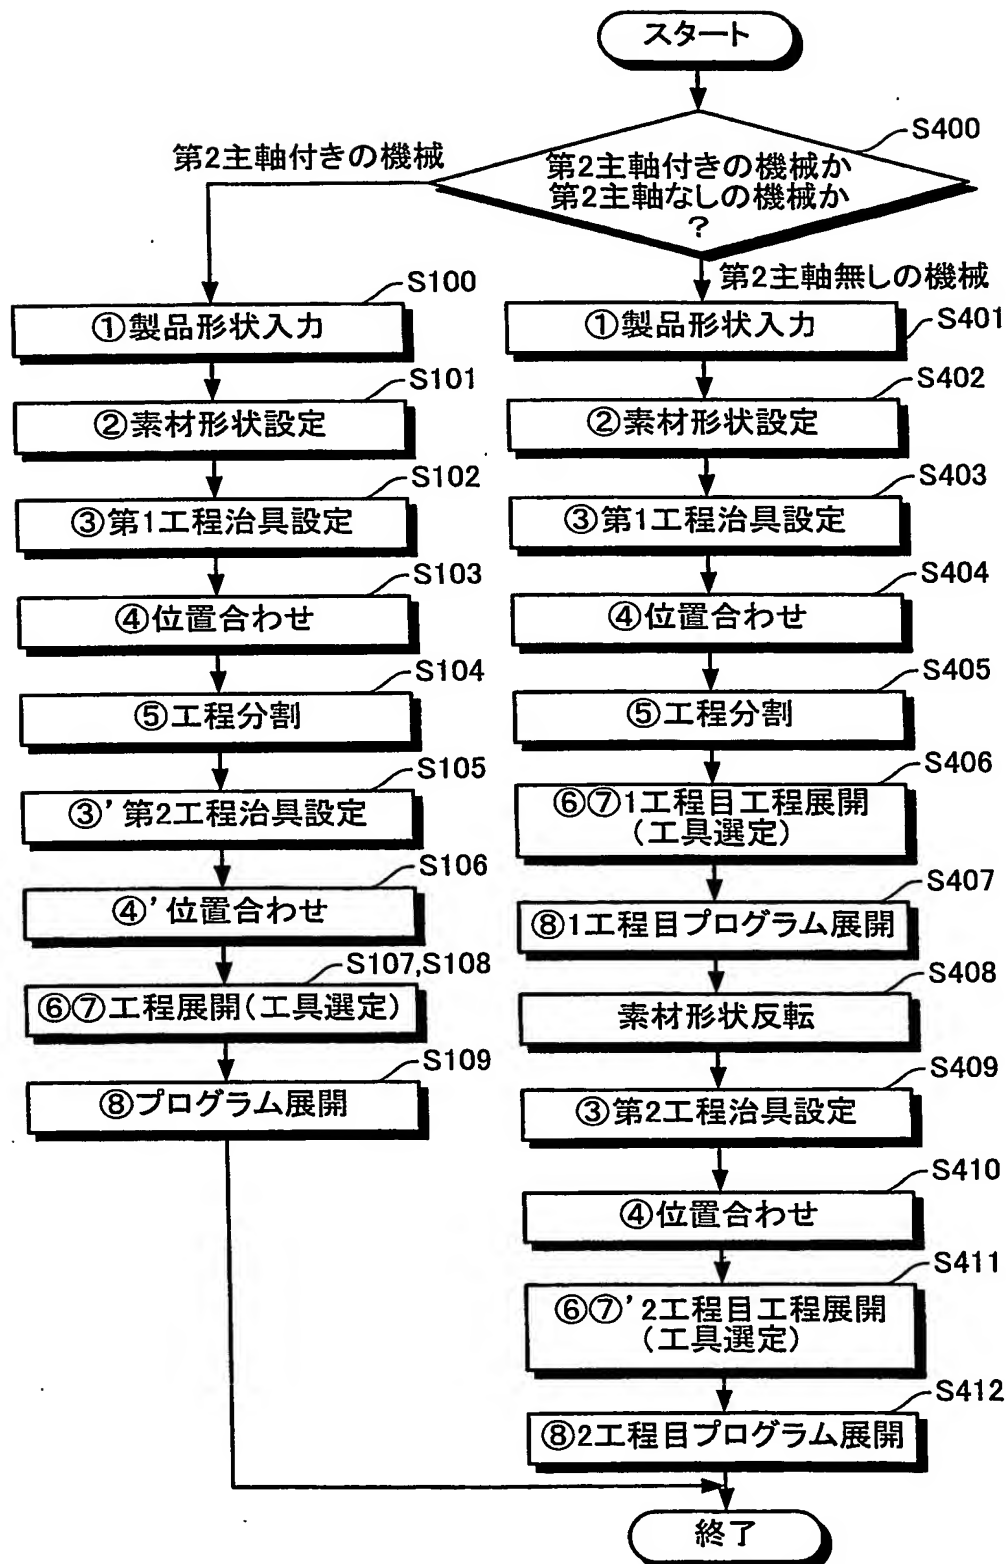 スタート
S400
第2主軸付きの機械か
第2主軸なしの機械か
?
第2主軸付きの機械
第2主軸無しの機械
S100
①製品形状入力
S101
②素材形状設定
S102
③第1工程治具設定
S103
④位置合わせ
S104
⑤工程分割
S105
③'第2工程治具設定
S106
④'位置合わせ
S107,S108
⑥⑦工程展開(工具選定)
S109
⑧プログラム展開
S401
①製品形状入力
S402
②素材形状設定
S403
③第1工程治具設定
S404
④位置合わせ
S405
⑤工程分割
S406
⑥⑦1工程目工程展開
(工具選定)
S407
⑧1工程目プログラム展開
S408
素材形状反転
S409
③第2工程治具設定
S410
④位置合わせ
S411
⑥⑦'2工程目工程展開
(工具選定)
S412
⑧2工程目プログラム展開
終了